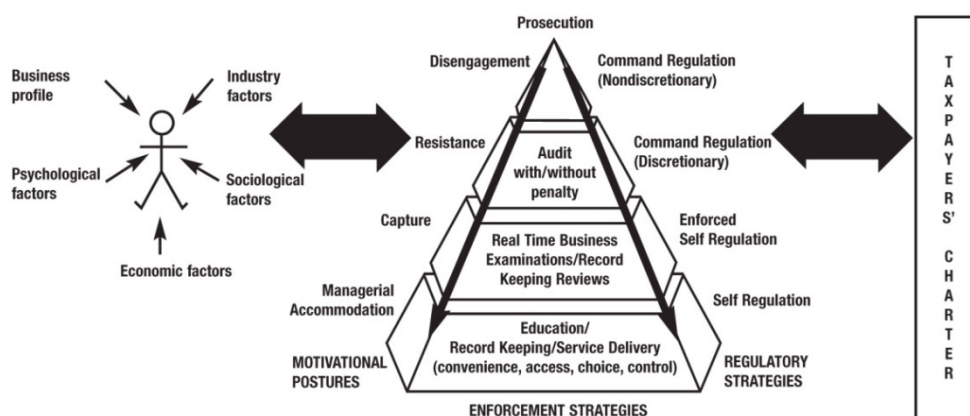 Prosecution
Business
profile
Industry
factors
Psychological
factors
Sociological
factors
Economic factors
Disengagement
Resistance
Capture
Managerial
Accommodation
MOTIVATIONAL
POSTURES
Audit
with/without
penalty
Real Time Business
Examinations/Record
Keeping Reviews
Education/
Record Keeping/Service Delivery
(convenience, access, choice, control)
ENFORCEMENT STRATEGIES
Command Regulation
(Nondiscretionary)
Command Regulation
(Discretionary)
Enforced
Self Regulation
Self Regulation
REGULATORY
STRATEGIES
TAXPAYERS' CHARTER